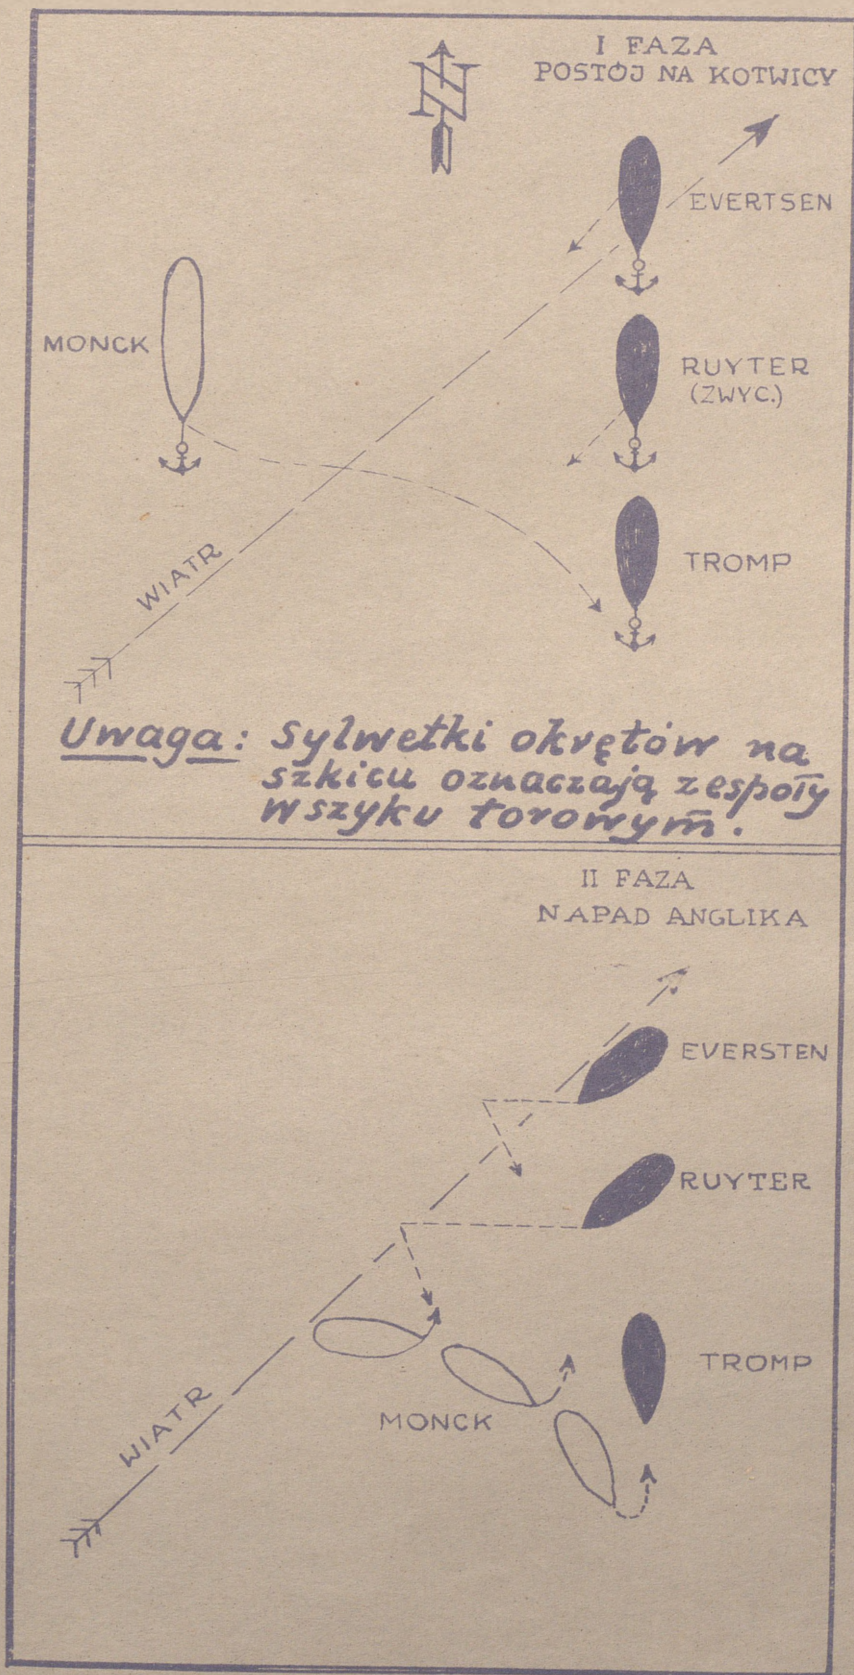 I FAZA
POSTÓJ NA KOTWICY
N
EVERTSEN
MONCK
RUYTER
(ZWYC.)
WIATR
TROMP
Uwaga: Sylwetki okrętów na
szkicu oznaczają zespoły
w szyku torowym.
II FAZA
NAPAD ANGLIKA
EVERSTEN
RUYTER
TROMP
MONCK
WIATR